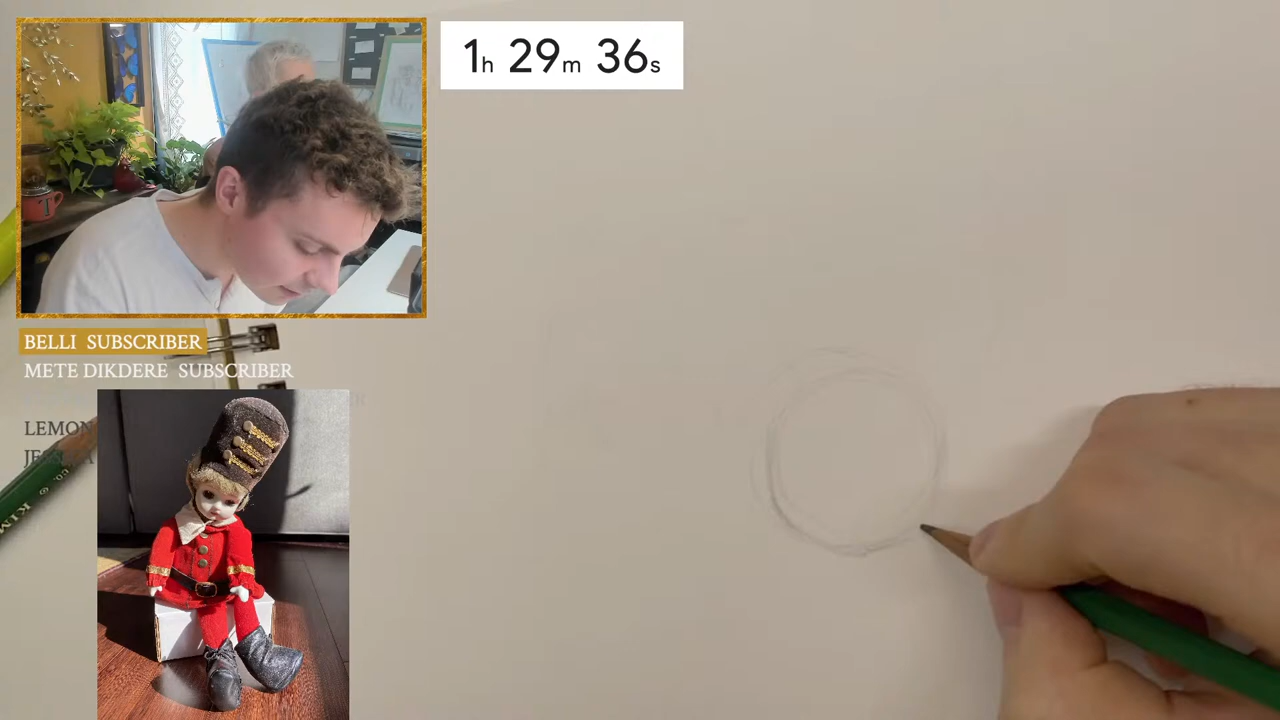 1h 29m 36s
BELLI SUBSCRIBER
METE DIKDERE SUBSCRIBER
LEMON
T